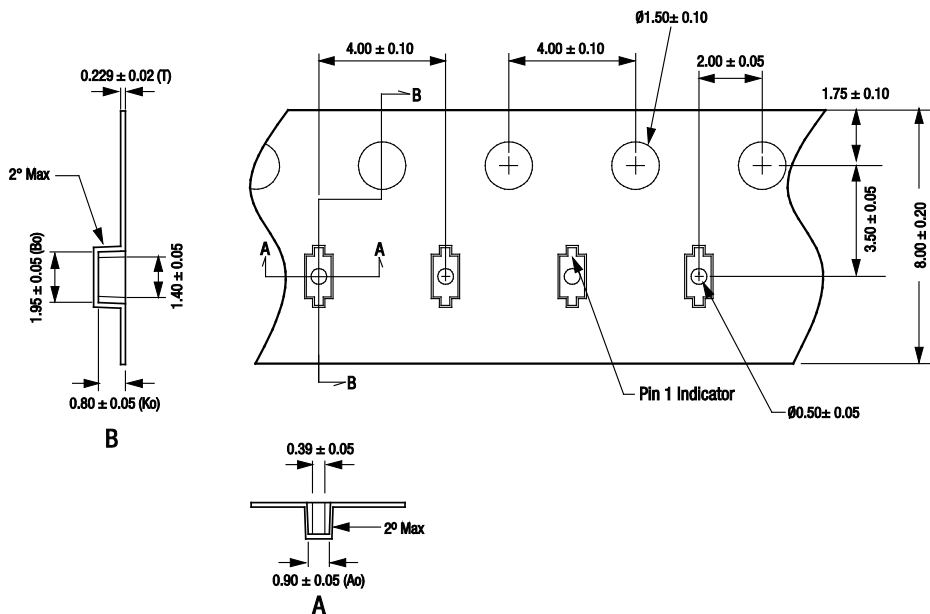 Ø1.50± 0.10
4.00 ± 0.10
4.00 ± 0.10
2.00 ± 0.05
0.229 ± 0.02 (T)
1.75 ± 0.10
B
2° Max
1.95 ± 0.05 (Bo)
1.40 ± 0.05
A
A
3.50 ± 0.05
8.00 ± 0.20
B
Pin 1 Indicator
Ø0.50± 0.05
0.80 ± 0.05 (Ko)
B
0.39 ± 0.05
2º Max
0.90 ± 0.05 (Ao)
A